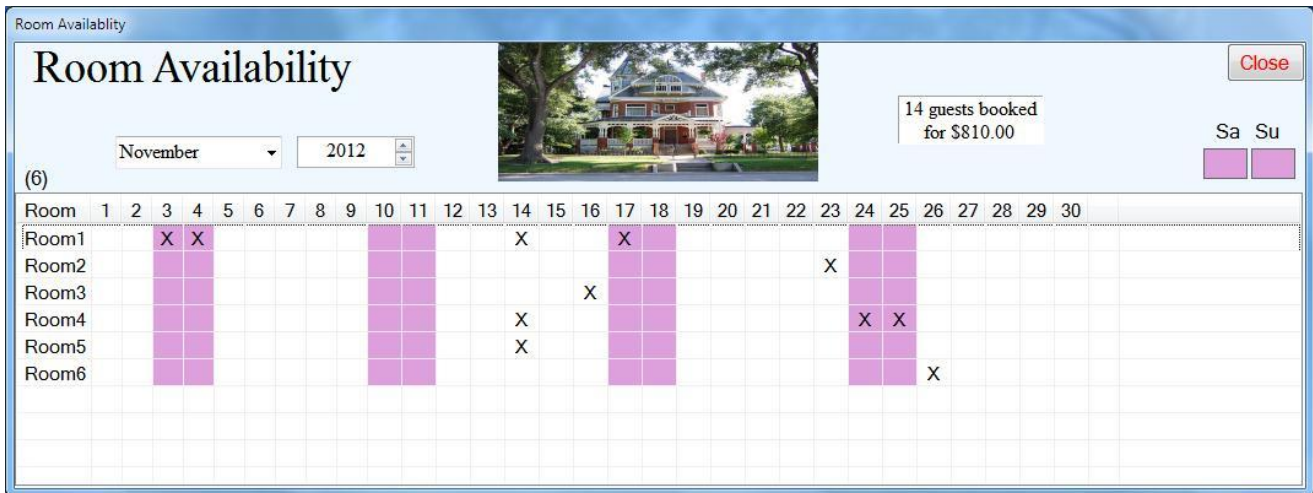 Room Availablity
Room Availability
Close
14 guests booked
for $810.00
Sa Su
November 2012
(6)
Room 1 2 3 4 5 6 7 8 9 10 11 12 13 14 15 16 17 18 19 20 21 22 23 24 25 26 27 28 29 30
Room1 X X X X
Room2 X
Room3 X
Room4 X X X
Room5 X
Room6 X